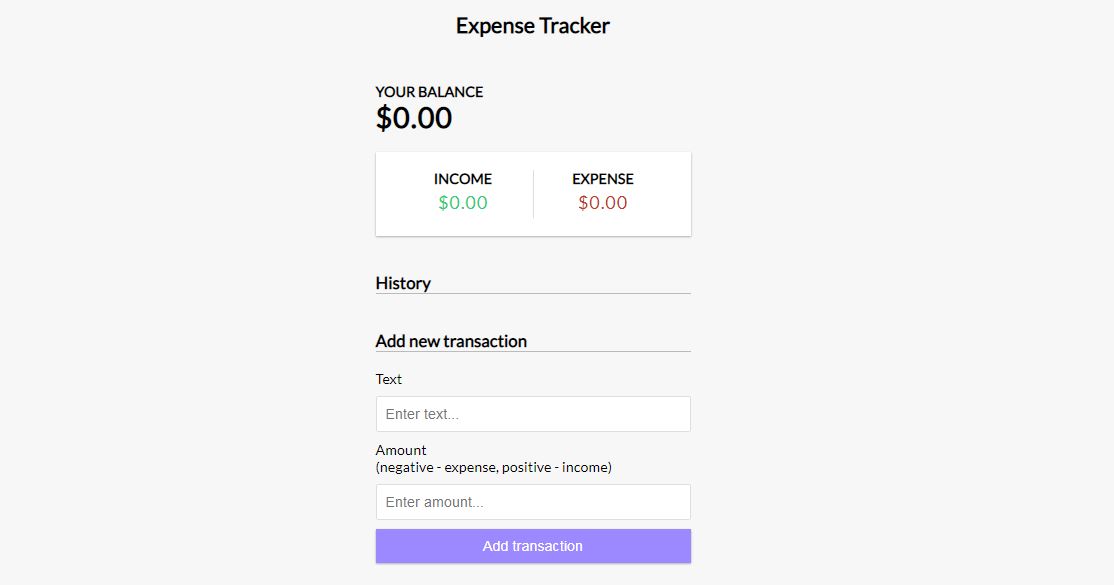 Expense Tracker
YOUR BALANCE
$0.00
INCOME
EXPENSE
$0.00
$0.00
History
Add new transaction
Text
Enter text...
Amount
(negative - expense, positive - income)
Enter amount...
Add transaction